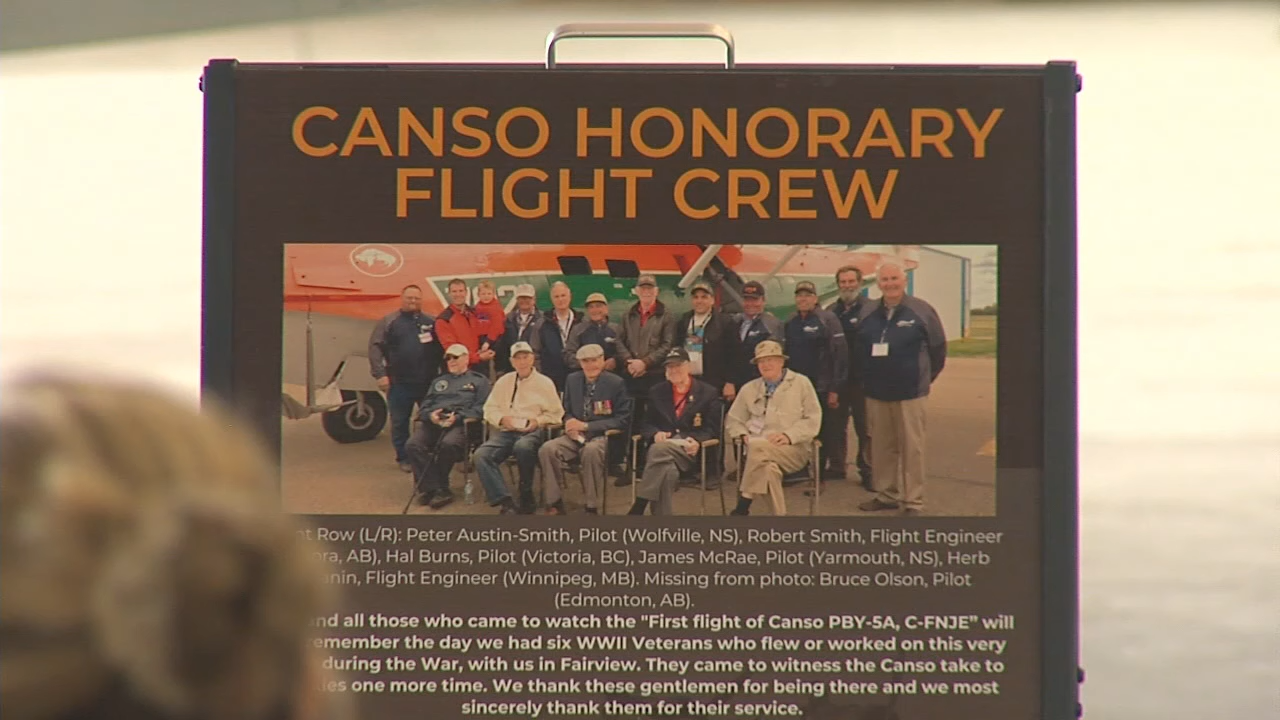 CANSO HONORARY
FLIGHT CREW
Row (L/R): Peter Austin-Smith, Pilot (Wolfville, NS), Robert Smith, Flight Engineer
AB), Hal Burns, Pilot (Victoria, BC), James McRae, Pilot (Yarmouth, NS), Herb
Flight Engineer (Winnipeg, MB). Missing from photo: Bruce Olson, Pilot
(Edmonton, AB).
and all those who came to watch the "First flight of Canso PBY-5A, C-FNJE" will
remember the day we had six WWII Veterans who flew or worked on this very
during the War, with us in Fairview. They came to witness the Canso take to
one more time. We thank these gentlemen for being there and we most
sincerely thank them for their service.